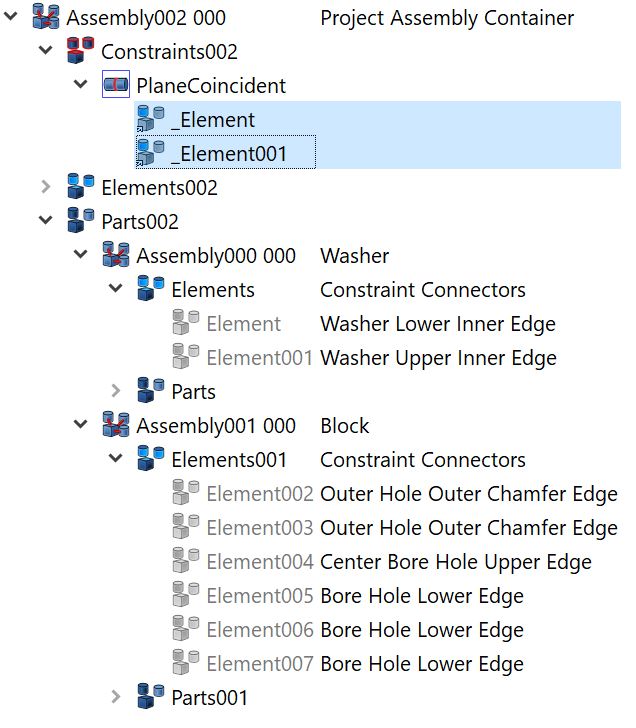 Assembly002 000 Project Assembly Container
Constraints002
PlaneCoincident
_Element
_Element001
Elements002
Parts002
Assembly000 000 Washer
Elements Constraint Connectors
Element Washer Lower Inner Edge
Element001 Washer Upper Inner Edge
Parts
Assembly001 000 Block
Elements001 Constraint Connectors
Element002 Outer Hole Outer Chamfer Edge
Element003 Outer Hole Outer Chamfer Edge
Element004 Center Bore Hole Upper Edge
Element005 Bore Hole Lower Edge
Element006 Bore Hole Lower Edge
Element007 Bore Hole Lower Edge
Parts001